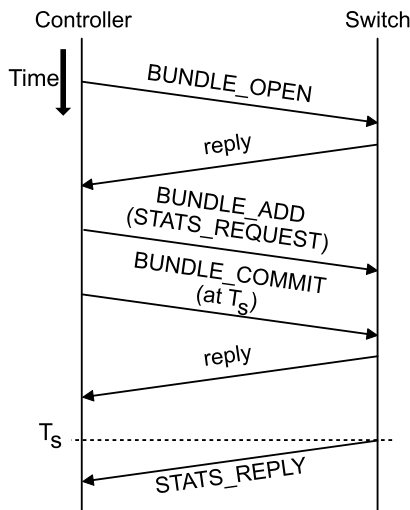 Controller
Switch
Time
BUNDLE_OPEN
reply
BUNDLE_ADD
(STATS_REQUEST)
BUNDLE_COMMIT
(at Ts)
reply
Ts
STATS_REPLY